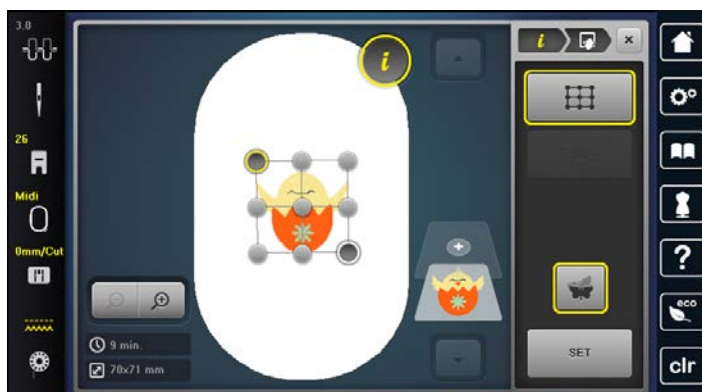 3.0
26
Midi
0mm/Cut
i
i
9 min.
70x71 mm
SET
?
eco
clr